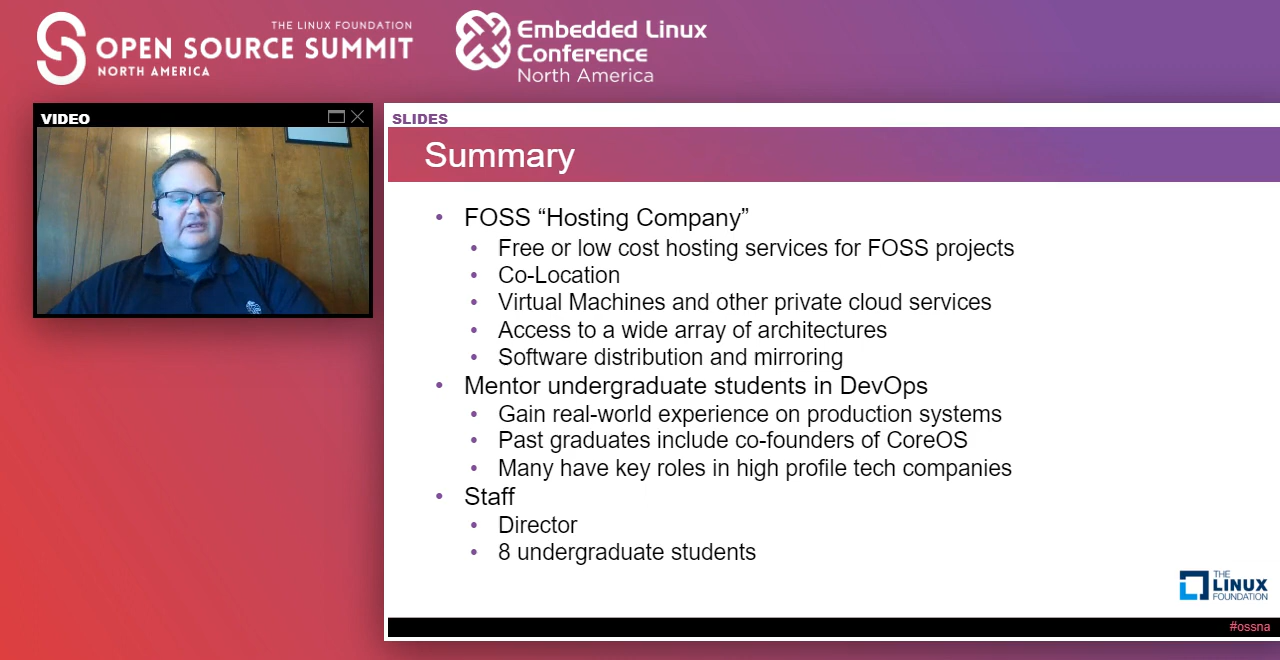 THE LINUX FOUNDATION
OPEN SOURCE SUMMIT
NORTH AMERICA
Embedded Linux
Conference
North America
VIDEO
SLIDES
Summary
• FOSS “Hosting Company”
• Free or low cost hosting services for FOSS projects
• Co-Location
• Virtual Machines and other private cloud services
• Access to a wide array of architectures
• Software distribution and mirroring
• Mentor undergraduate students in DevOps
• Gain real-world experience on production systems
• Past graduates include co-founders of CoreOS
• Many have key roles in high profile tech companies
• Staff
• Director
• 8 undergraduate students
THE
LINUX
FOUNDATION
#ossna